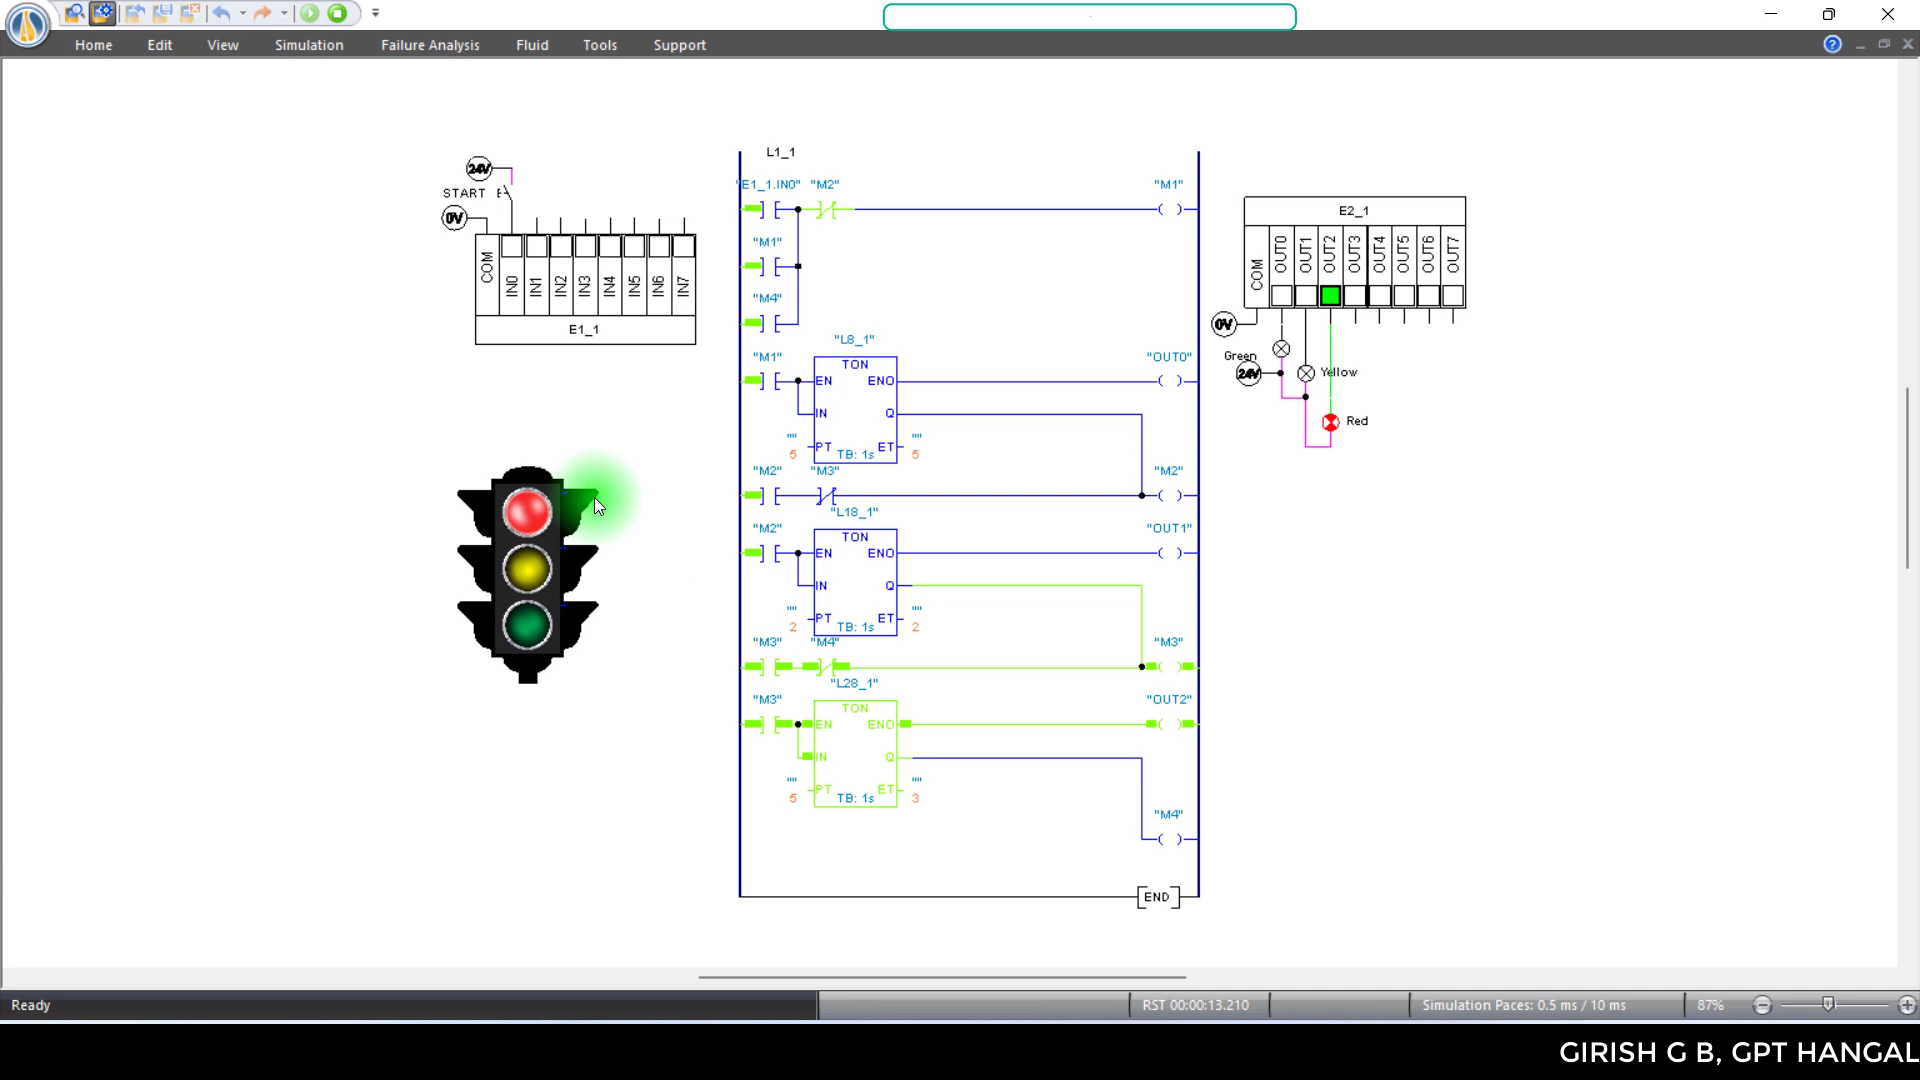 Home Edit View Simulation Failure Analysis Fluid Tools Support
?
L1_1
24V
START
0V
COM IN0 IN1 IN2 IN3 IN4 IN5 IN6 IN7
E1_1
"E1_1.IN0" "M2" "M1"
"M1"
"M4"
"L8_1"
"M1" TON "OUT0"
EN ENO
IN Q
"" ""
PT ET
5 TB: 1s 5
"M2" "M3" "M2"
"L18_1"
"M2" TON "OUT1"
EN ENO
IN Q
"" ""
PT ET
2 TB: 1s 2
"M3" "M4" "M3"
"L28_1"
"M3" TON "OUT2"
EN ENO
IN Q
"" ""
PT ET
5 TB: 1s 3
"M4"
END
E2_1
COM OUT0 OUT1 OUT2 OUT3 OUT4 OUT5 OUT6 OUT7
0V
Green
24V
Yellow
Red
Ready RST 00:00:13.210 Simulation Paces: 0.5 ms / 10 ms 87%
GIRISH G B, GPT HANGAL